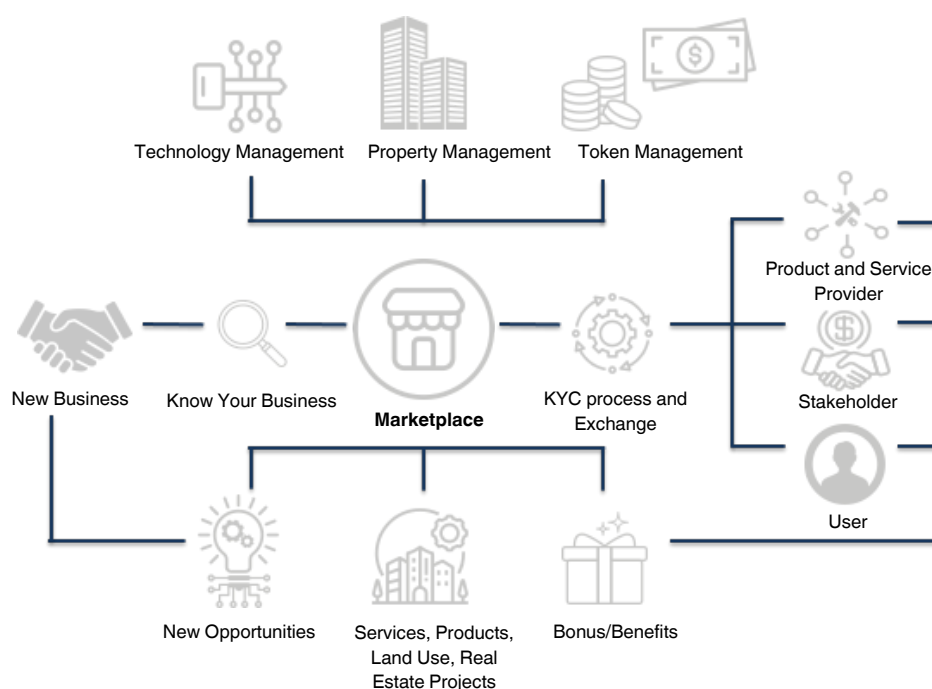 Technology Management
Property Management
Token Management
Product and Service
Provider
New Business
Know Your Business
Marketplace
KYC process and
Exchange
Stakeholder
User
New Opportunities
Services, Products,
Land Use, Real
Estate Projects
Bonus/Benefits